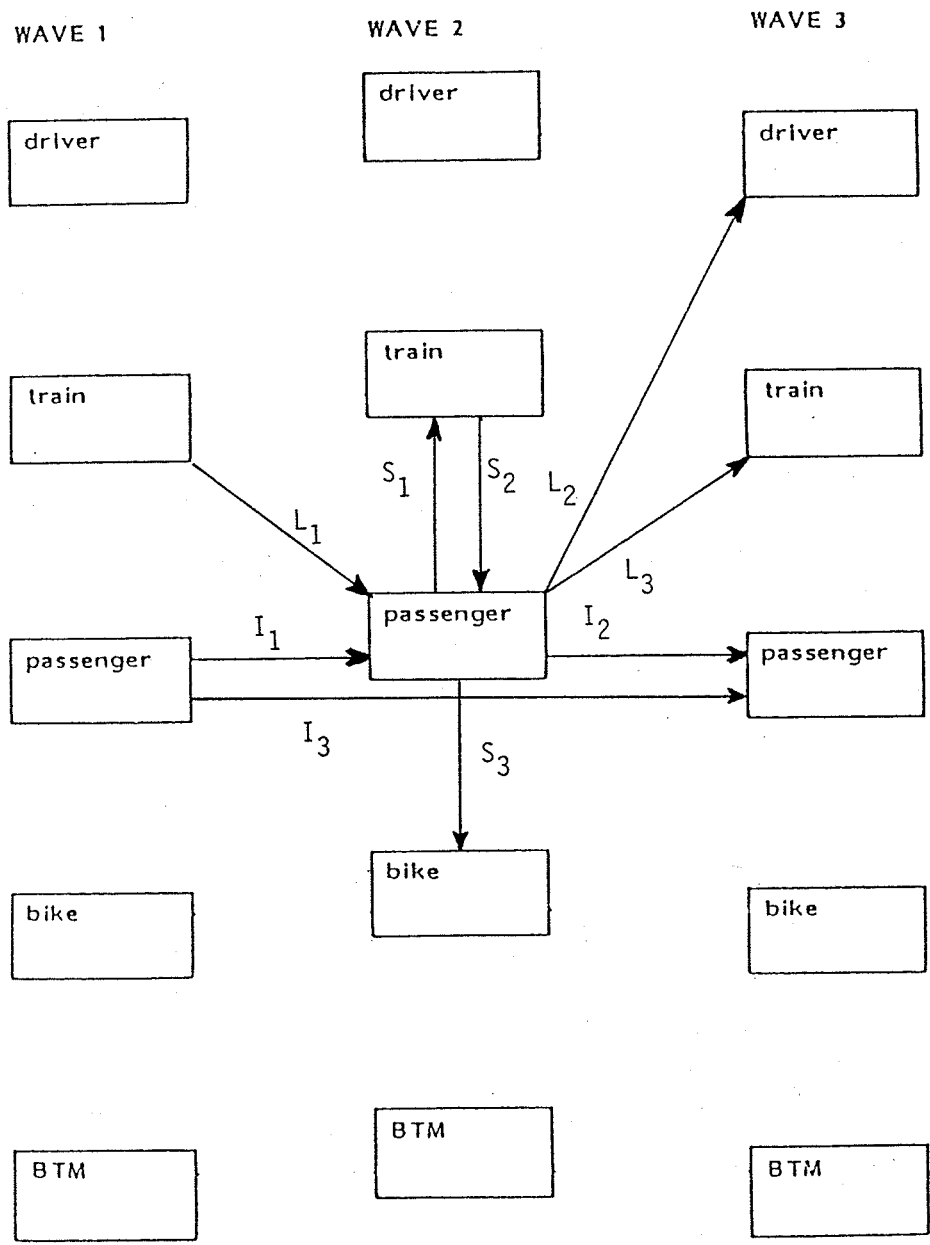 WAVE 1
WAVE 2
WAVE 3
driver
driver
driver
train
train
train
S₁
S₂
L₂
L₁
L₃
passenger
passenger
passenger
I₁
I₂
I₃
S₃
bike
bike
bike
BTM
BTM
BTM